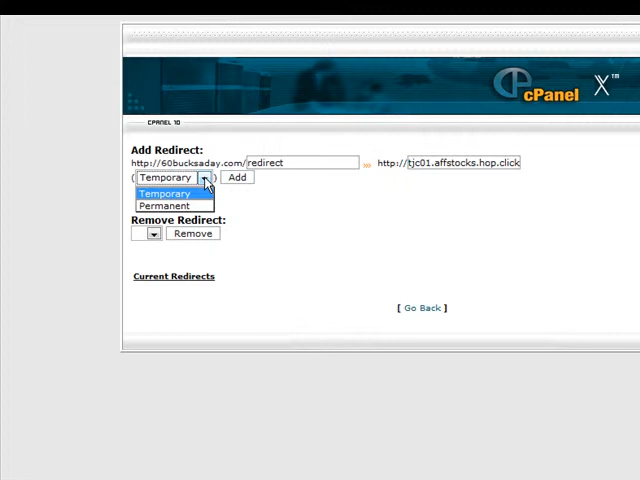 cPanel X™
CPANEL 10
Add Redirect:
http://60bucksaday.com/ redirect »» http:// tjc01.affstocks.hop.click
( Temporary ) Add
Temporary
Permanent
Remove Redirect:
Remove
Current Redirects
[ Go Back ]